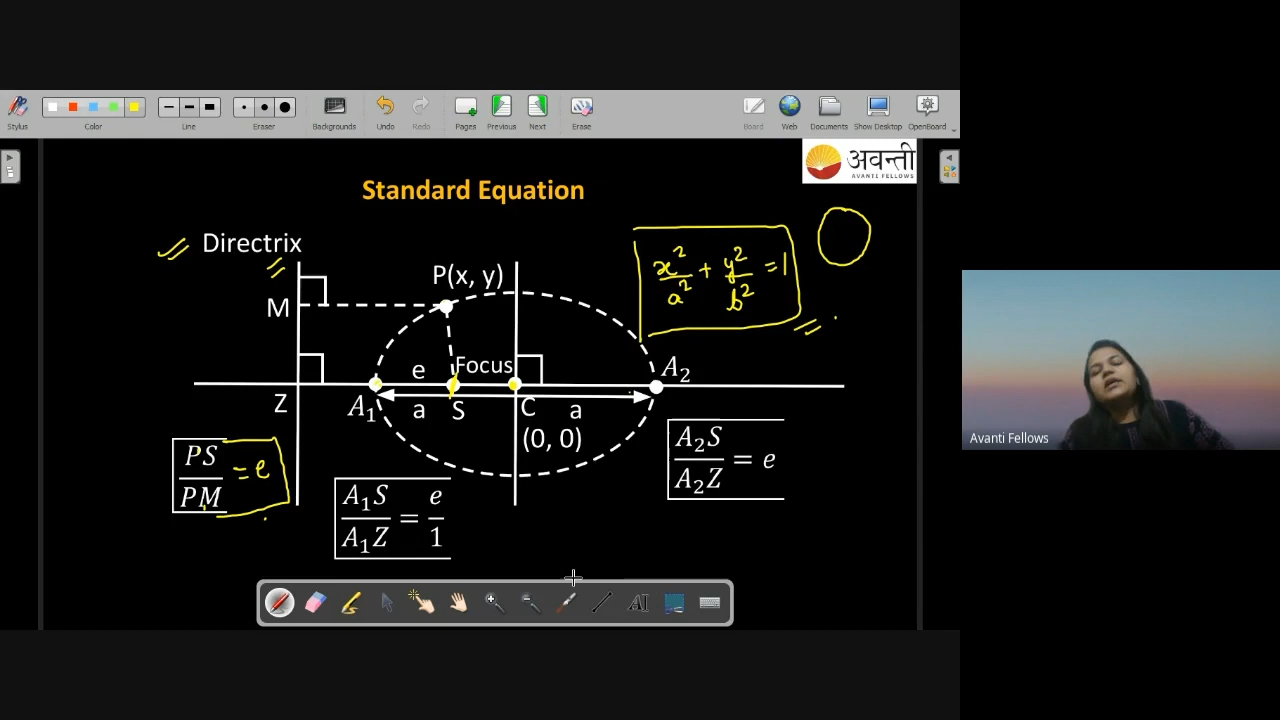 Stylus
Color
Line
Eraser
Backgrounds
Undo
Redo
Pages
Previous
Next
Erase
Board
Web
Documents
Show Desktop
OpenBoard
अवन्ती
AVANTI FELLOWS
Standard Equation
Directrix
P(x, y)
x²/a² + y²/b² = 1
M
e
Focus
A₂
Z
A₁
a
S
C
a
(0, 0)
PS/PM = e
A₁S/A₁Z = e/1
A₂S/A₂Z = e
AI
Avanti Fellows